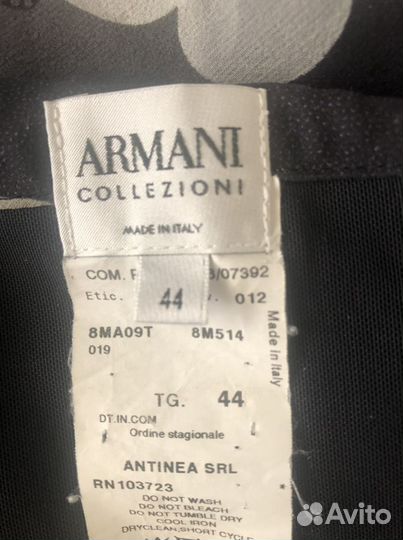 ARMANI
COLLEZIONI
MADE IN ITALY
COM. /07392
Etic. 012
44
8MA09T 8M514
019
Made in Italy
TG. 44
DT.IN.COM
Ordine stagionale
ANTINEA SRL
RN103723
DO NOT WASH
DO NOT BLEACH
DO NOT TUMBLE DRY
COOL IRON
DRYCLEAN,SHORT CYCLE
Avito